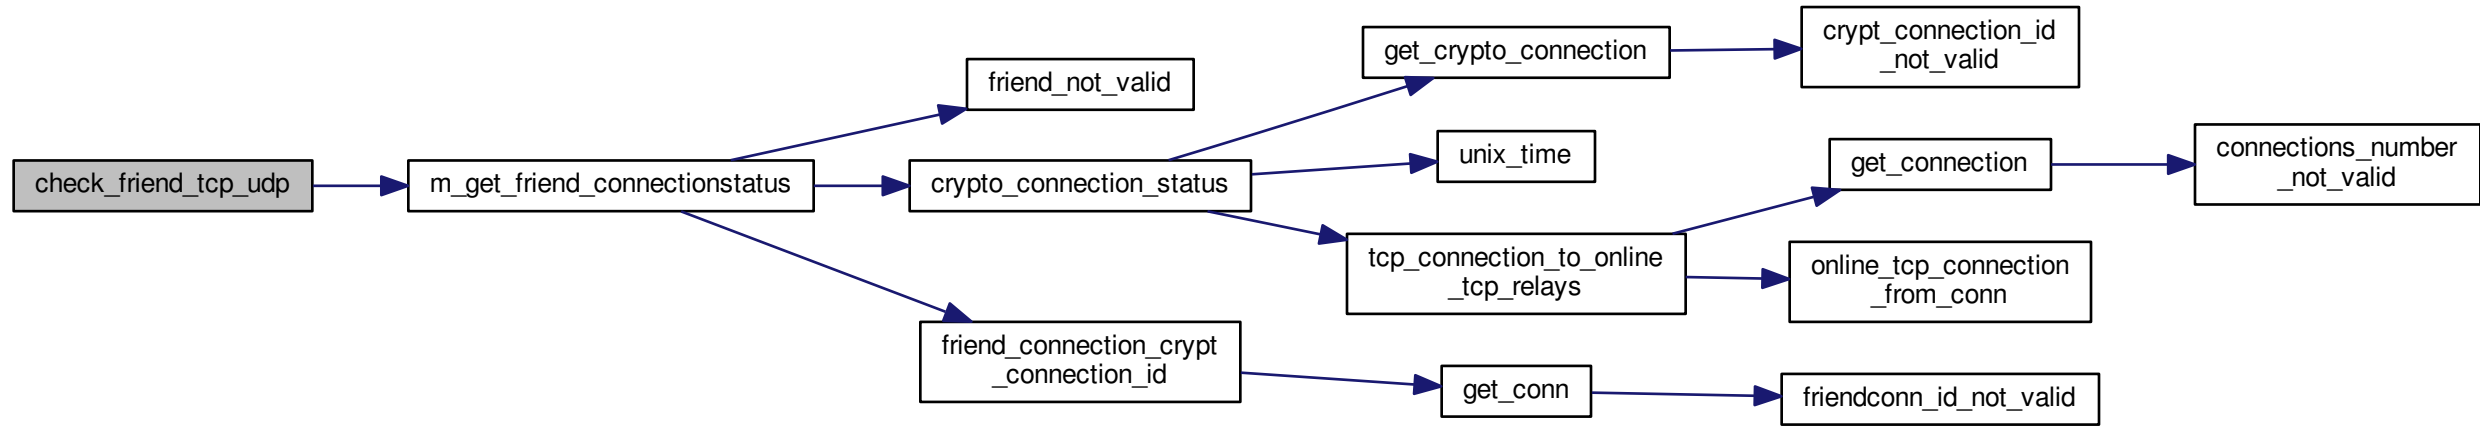 check_friend_tcp_udp
m_get_friend_connectionstatus
friend_not_valid
crypto_connection_status
friend_connection_crypt
_connection_id
get_crypto_connection
unix_time
tcp_connection_to_online
_tcp_relays
get_conn
crypt_connection_id
_not_valid
get_connection
online_tcp_connection
_from_conn
friendconn_id_not_valid
connections_number
_not_valid